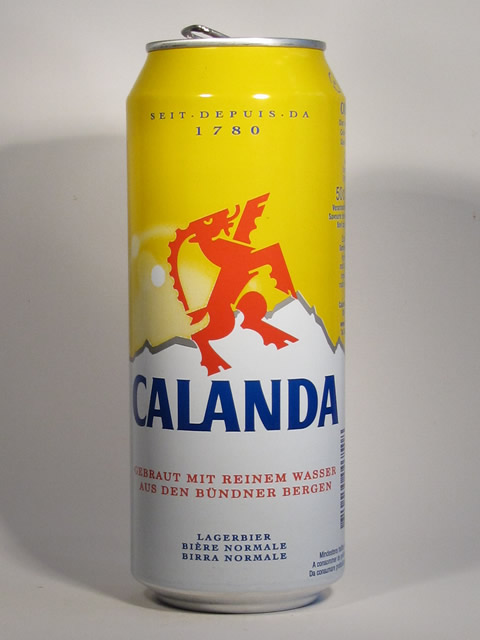 SEIT·DEPUIS·DA
1780
CALANDA
GEBRAUT MIT REINEM WASSER
AUS DEN BÜNDNER BERGEN
LAGERBIER
BIÈRE NORMALE
BIRRA NORMALE